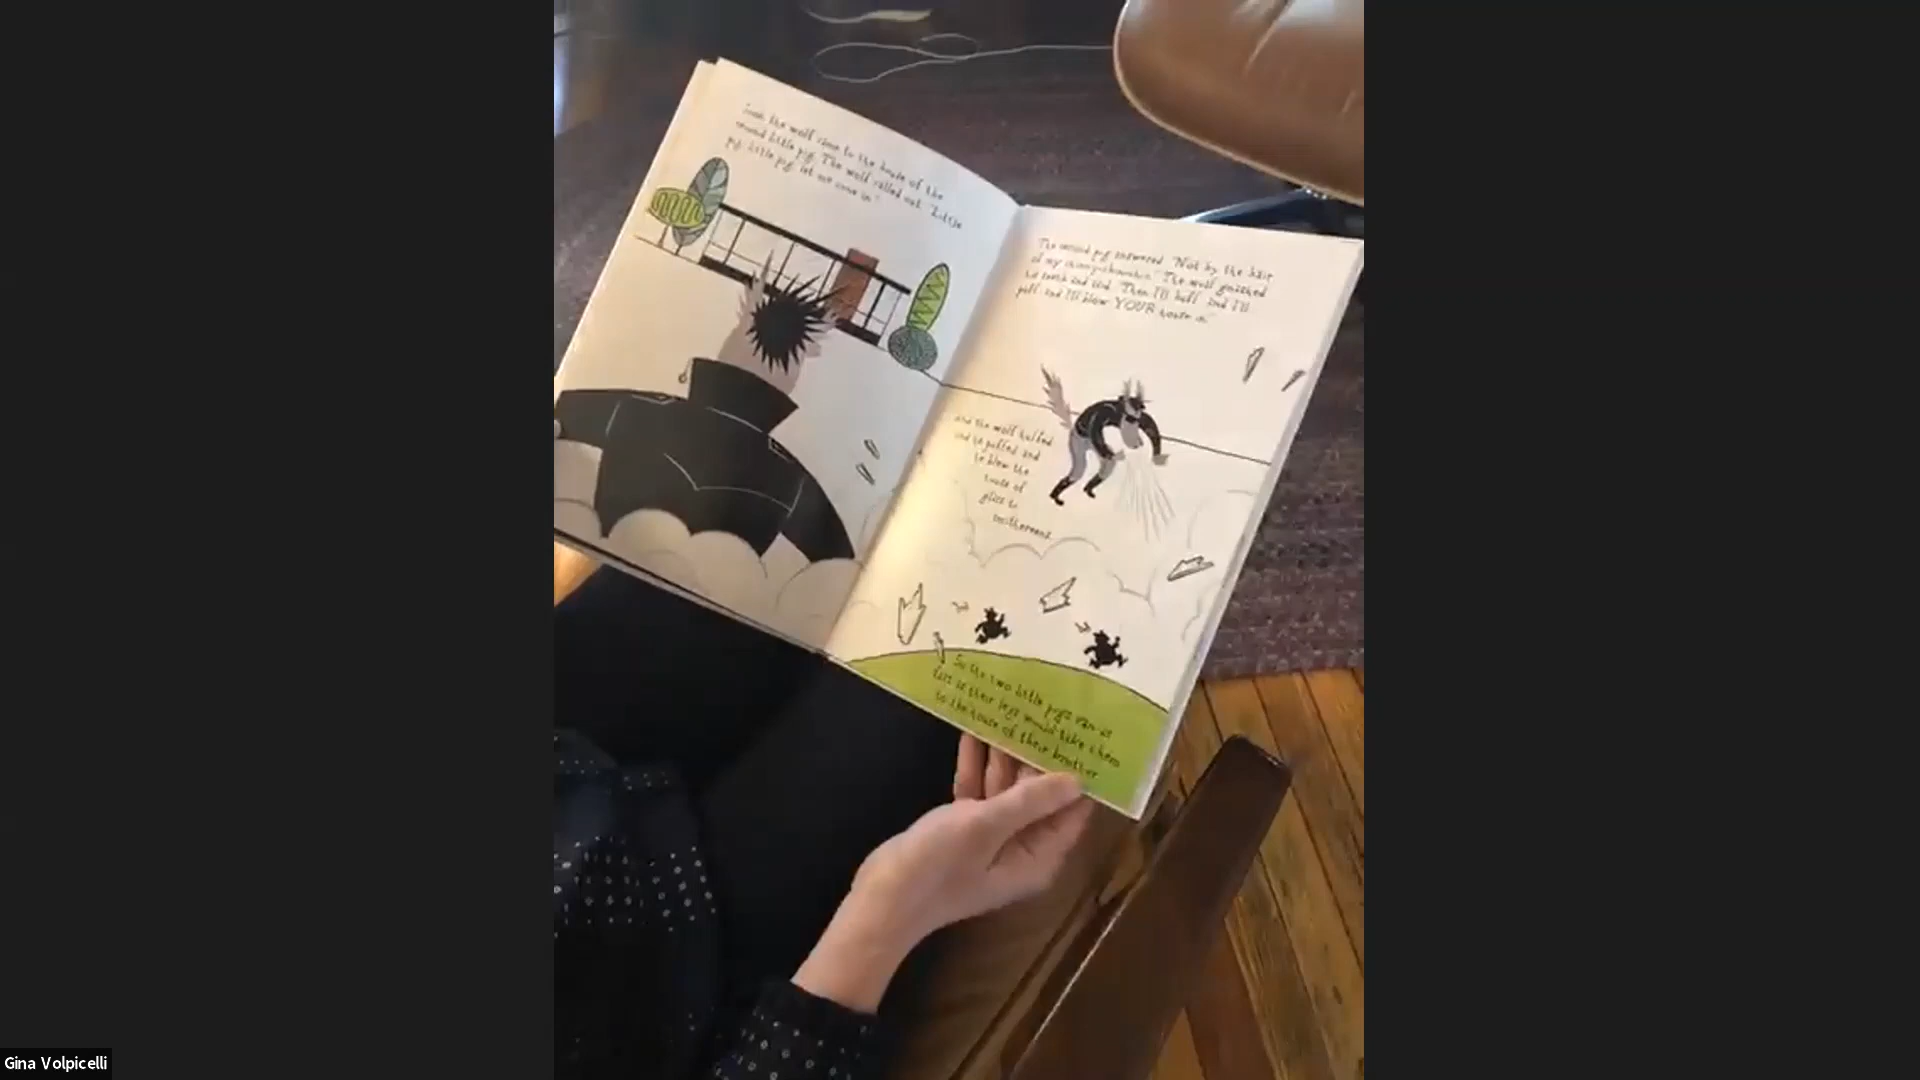 Soon the wolf came to the house of the
second little pig. The wolf called out "Little
pig, little pig, let me come in."
The second pig answered "Not by the hair
of my chinny-chin-chin." The wolf gnashed
his teeth and said "Then I'll huff and I'll
puff and I'll blow YOUR house in."
And the wolf huffed
and he puffed and
he blew the
house of
glass to
smithereens.
So the two little pigs ran as
fast as their legs would take them
to the house of their brother
Gina Volpicelli